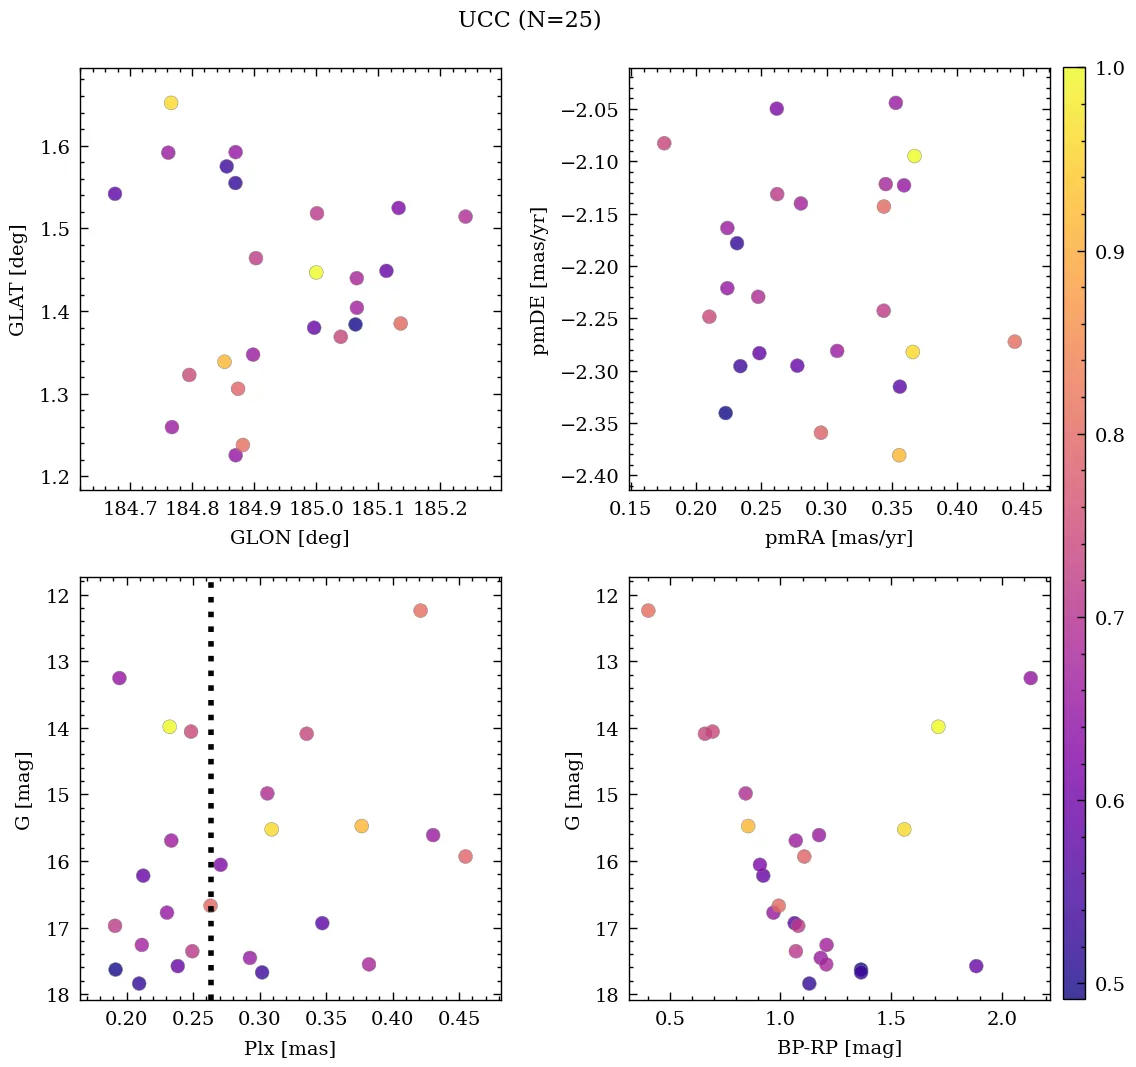 UCC (N=25)
1.6
1.5
1.4
1.3
1.2
GLAT [deg]
184.7 184.8 184.9 185.0 185.1 185.2
GLON [deg]
−2.05
−2.10
−2.15
−2.20
−2.25
−2.30
−2.35
−2.40
pmDE [mas/yr]
0.15 0.20 0.25 0.30 0.35 0.40 0.45
pmRA [mas/yr]
12
13
14
15
16
17
18
G [mag]
0.20 0.25 0.30 0.35 0.40 0.45
Plx [mas]
12
13
14
15
16
17
18
G [mag]
0.5 1.0 1.5 2.0
BP-RP [mag]
1.0
0.9
0.8
0.7
0.6
0.5